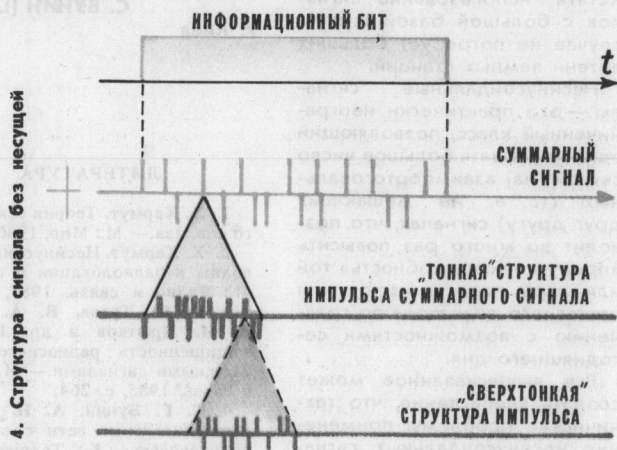 ИНФОРМАЦИОННЫЙ БИТ
t
СУММАРНЫЙ
СИГНАЛ
„ТОНКАЯ" СТРУКТУРА
ИМПУЛЬСА СУММАРНОГО СИГНАЛА
„СВЕРХТОНКАЯ"
СТРУКТУРА ИМПУЛЬСА
4. Структура сигнала без несущей